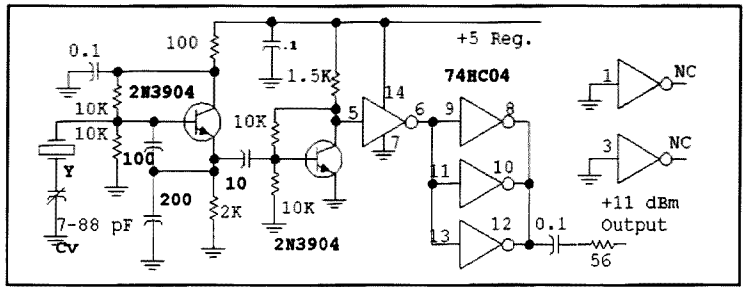 0.1
100
.1
+5 Reg.
2N3904
1.5K
74HC04
10K
10K
10K
100
Y
200
10
7-88 pF
Cv
2K
10K
2N3904
5
14
6
7
9
8
11
10
13
12
0.1
56
1
NC
3
NC
+11 dBm
Output